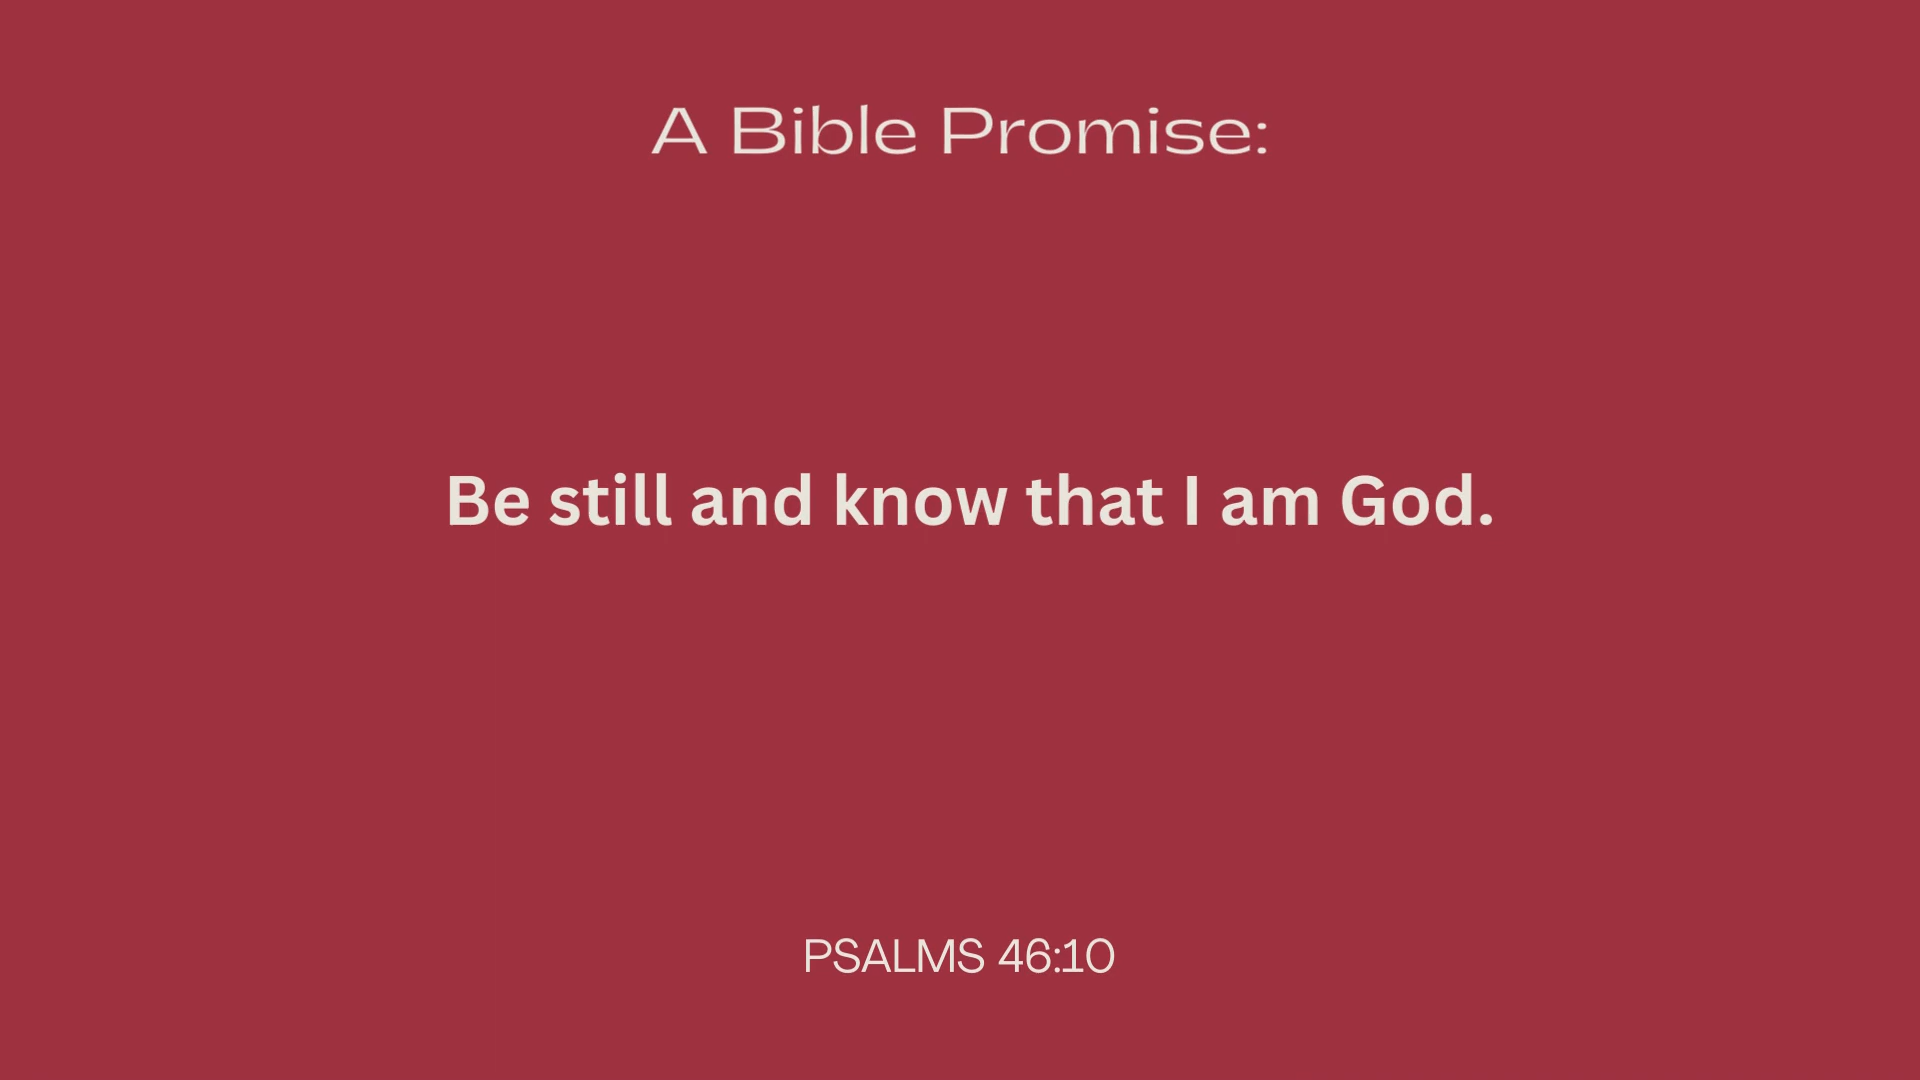 A Bible Promise:
Be still and know that I am God.
PSALMS 46:10